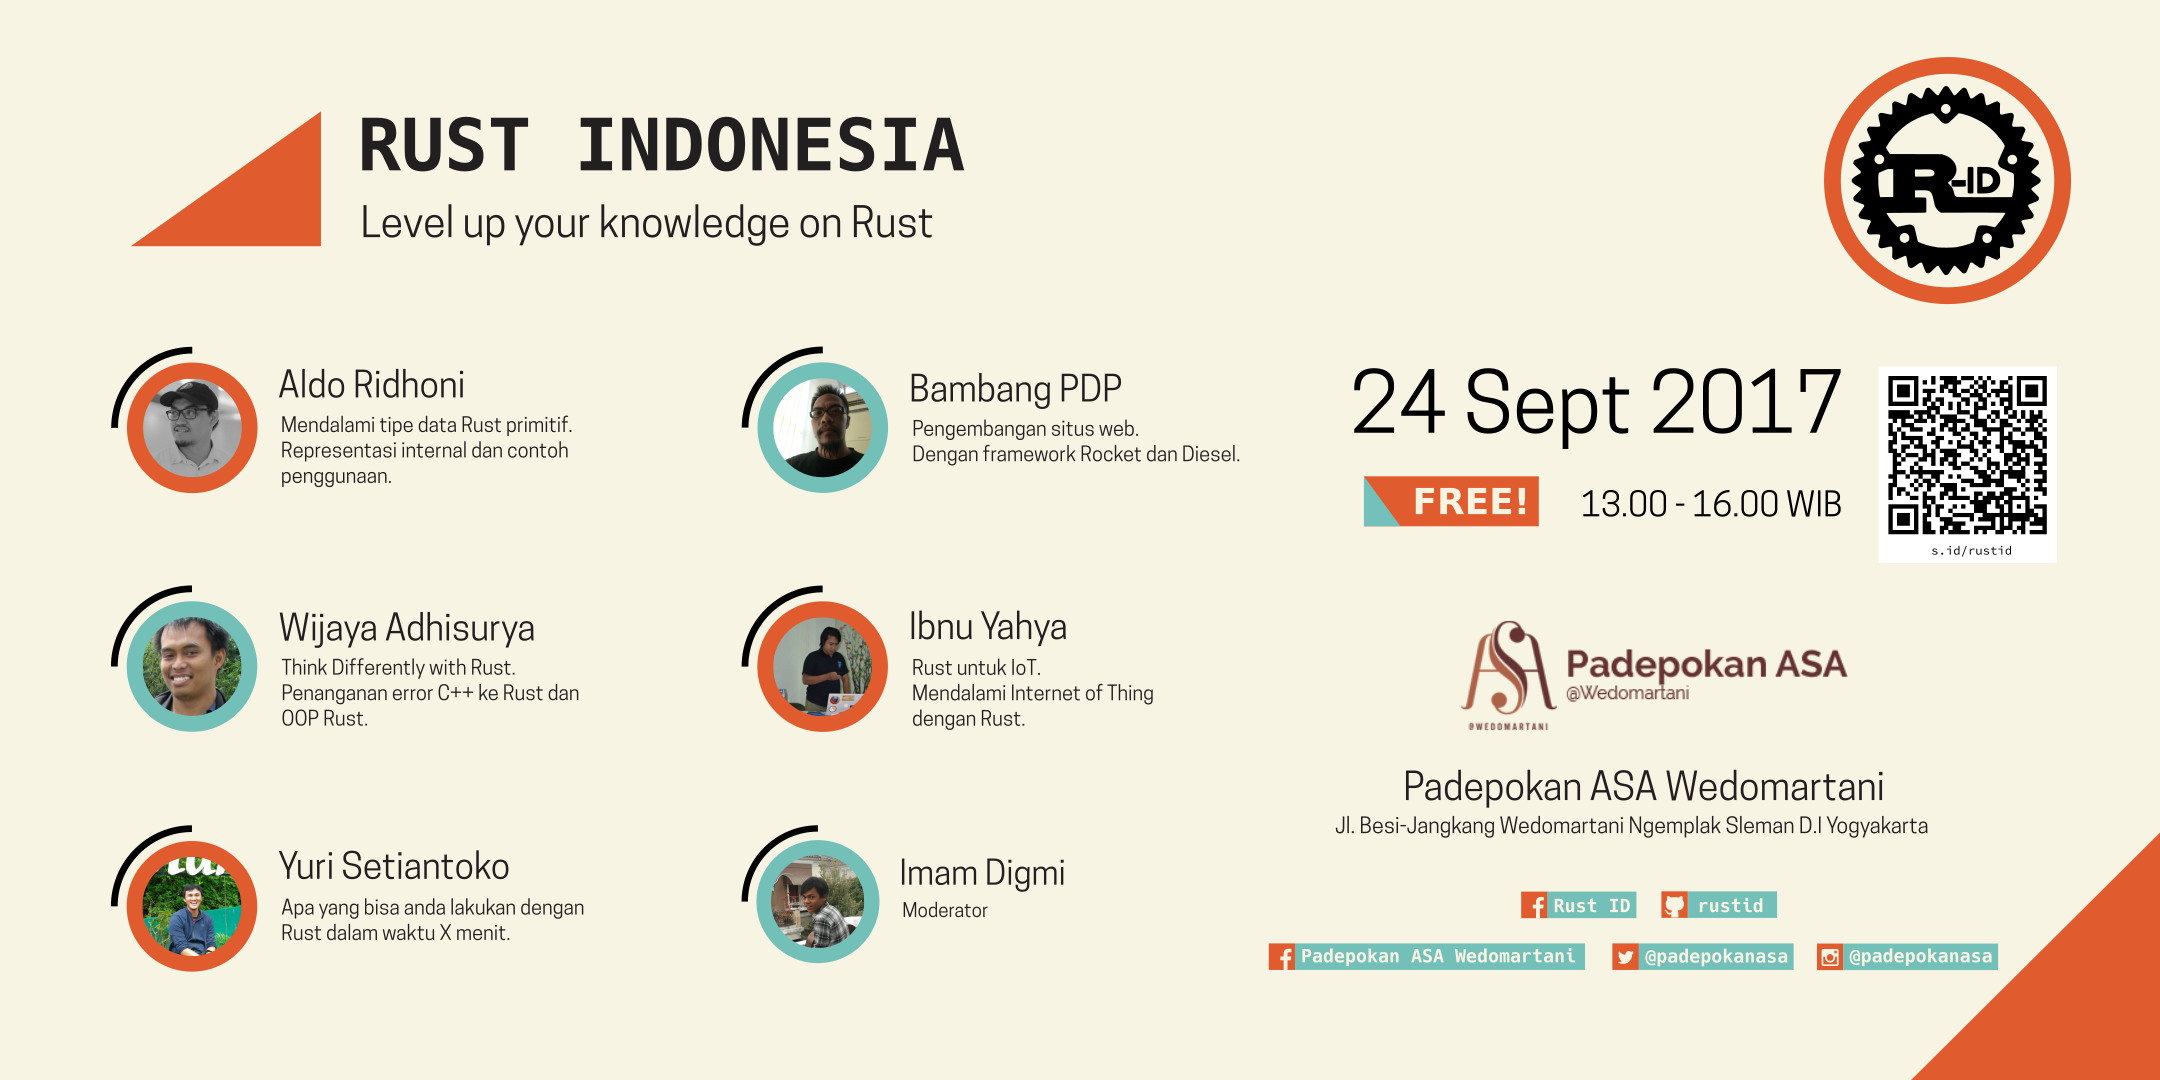 RUST INDONESIA
Level up your knowledge on Rust
R-ID
Aldo Ridhoni
Mendalami tipe data Rust primitif.
Representasi internal dan contoh
penggunaan.
Bambang PDP
Pengembangan situs web.
Dengan framework Rocket dan Diesel.
Wijaya Adhisurya
Think Differently with Rust.
Penanganan error C++ ke Rust dan
OOP Rust.
Ibnu Yahya
Rust untuk IoT.
Mendalami Internet of Thing
dengan Rust.
Yuri Setiantoko
Apa yang bisa anda lakukan dengan
Rust dalam waktu X menit.
Imam Digmi
Moderator
24 Sept 2017
FREE!
13.00 - 16.00 WIB
s.id/rustid
ASA
@WEDOMARTANI
Padepokan ASA
@Wedomartani
Padepokan ASA Wedomartani
Jl. Besi-Jangkang Wedomartani Ngemplak Sleman D.I Yogyakarta
Rust ID
rustid
Padepokan ASA Wedomartani
@padepokanasa
@padepokanasa